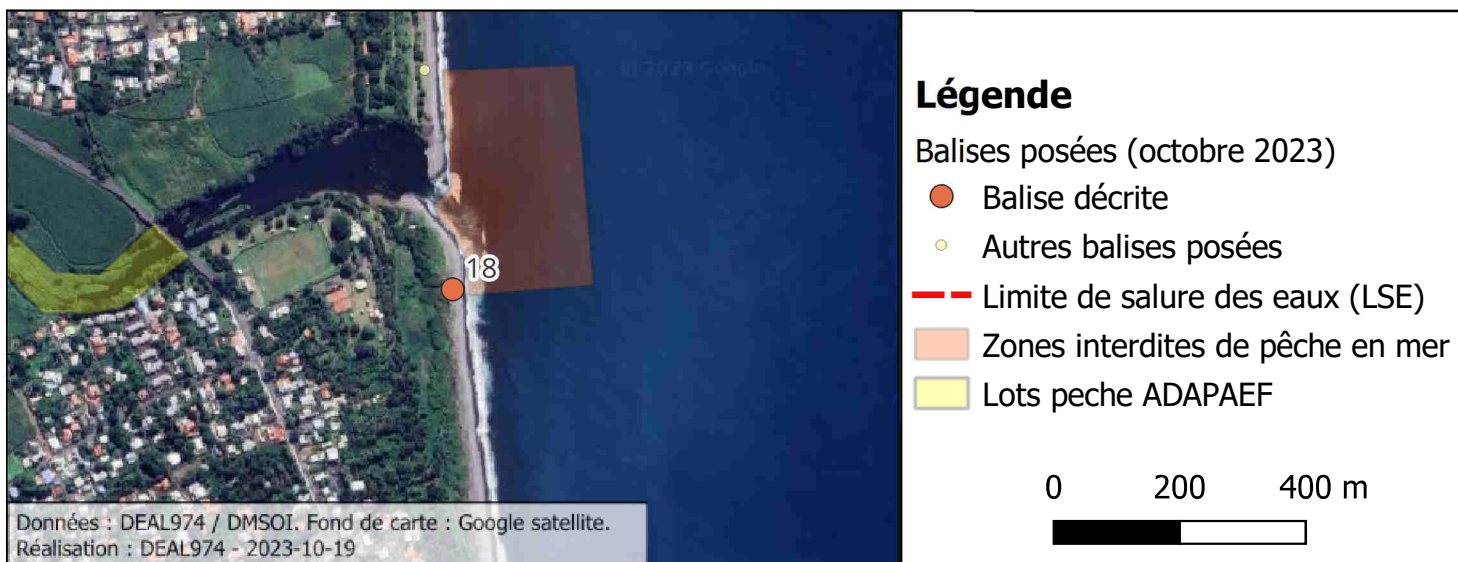 © 2023 Google
18
Données : DEAL974 / DMSOI. Fond de carte : Google satellite.
Réalisation : DEAL974 - 2023-10-19
Légende
Balises posées (octobre 2023)
Balise décrite
Autres balises posées
Limite de salure des eaux (LSE)
Zones interdites de pêche en mer
Lots peche ADAPAEF
0 200 400 m